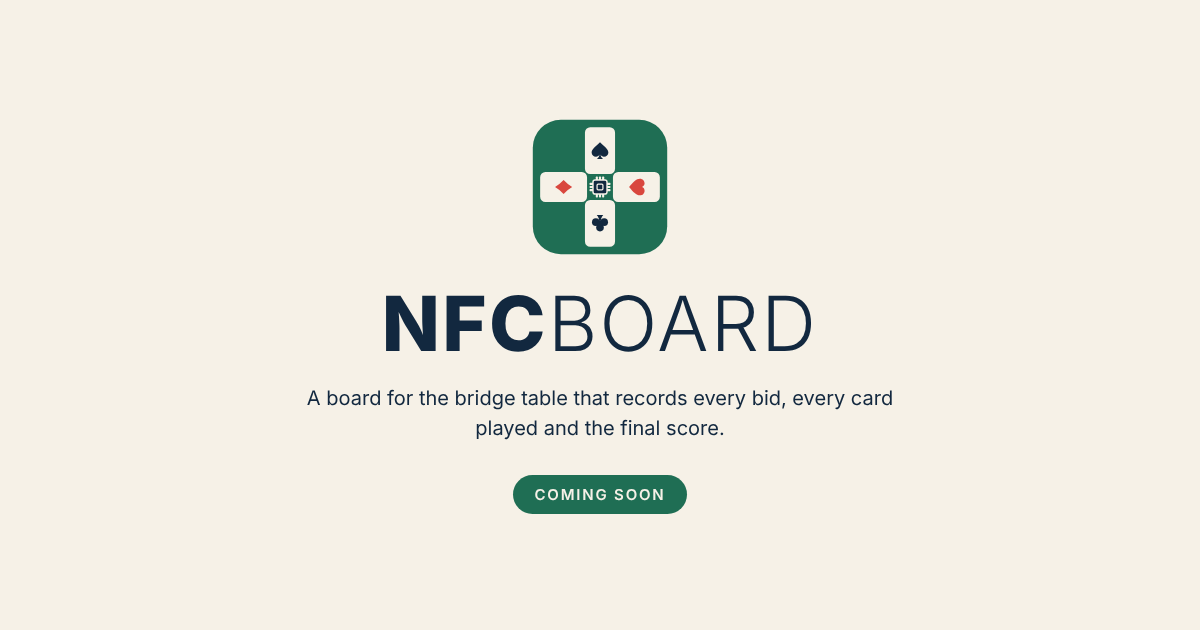 NFCBOARD
A board for the bridge table that records every bid, every card
played and the final score.
COMING SOON